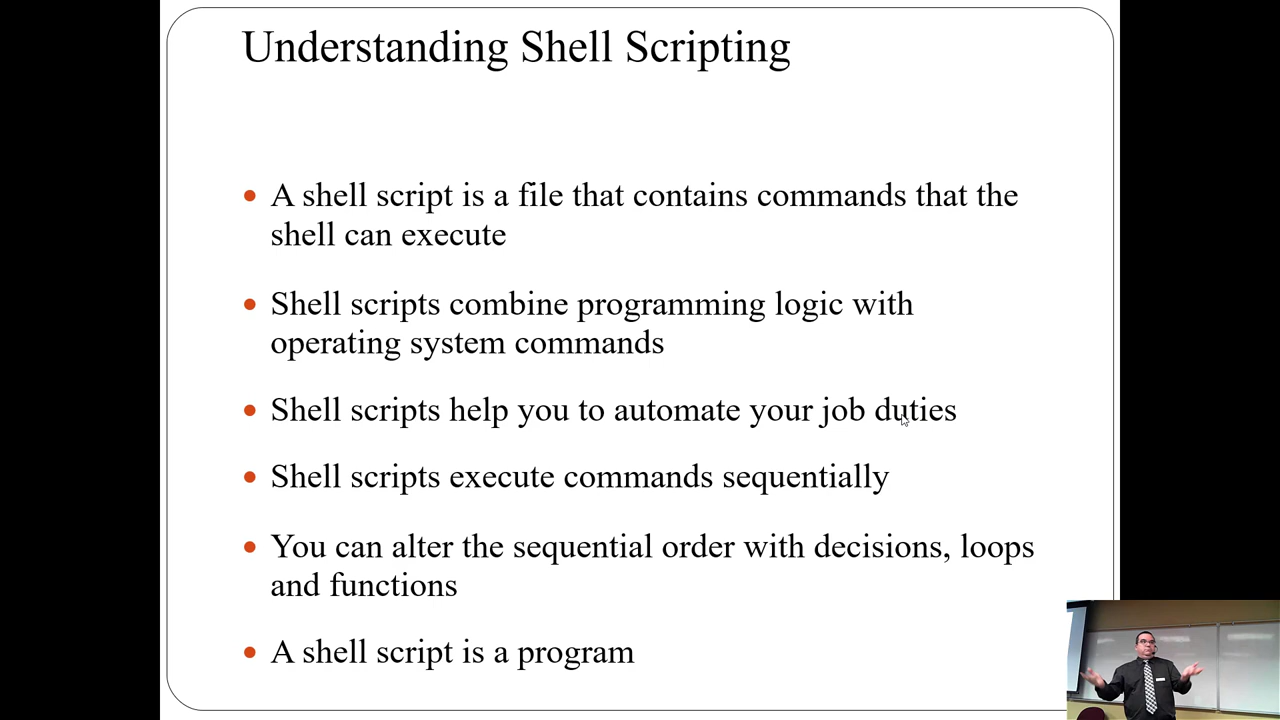 Understanding Shell Scripting
A shell script is a file that contains commands that the
shell can execute
Shell scripts combine programming logic with
operating system commands
Shell scripts help you to automate your job duties
Shell scripts execute commands sequentially
You can alter the sequential order with decisions, loops
and functions
A shell script is a program